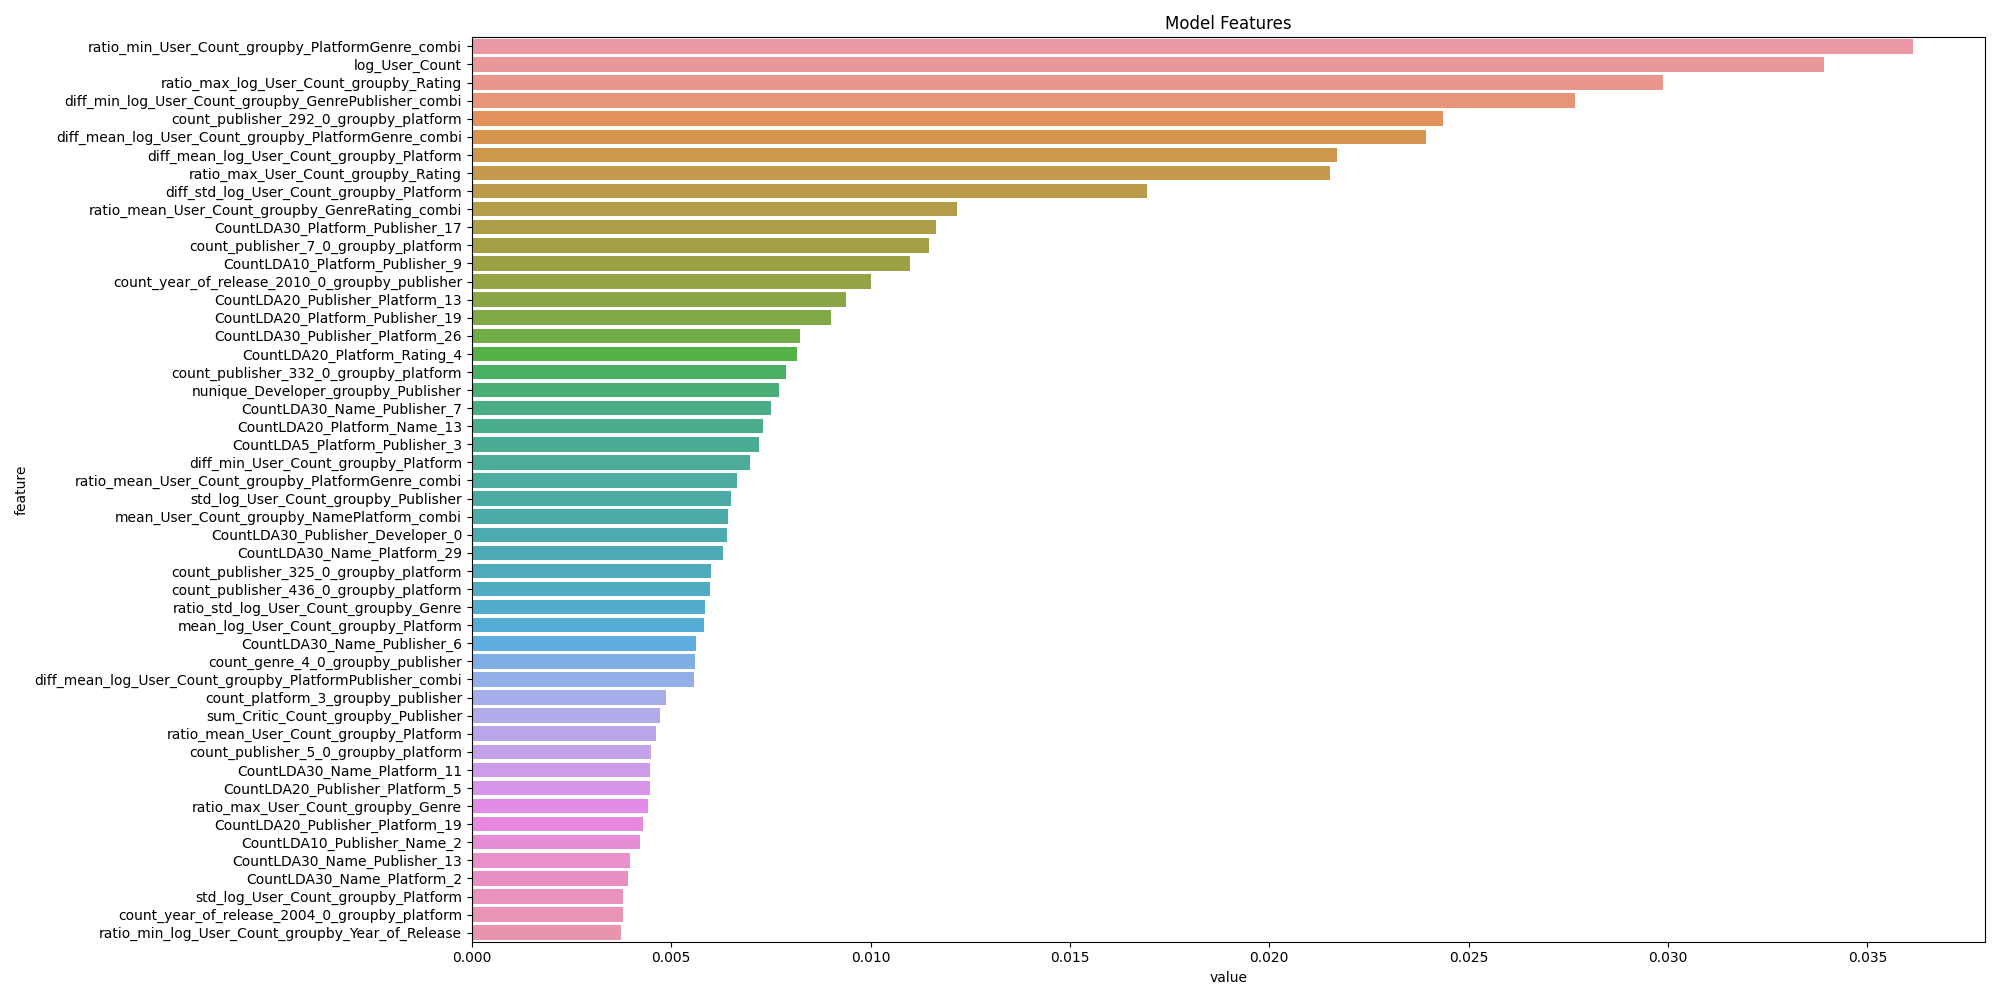 Model Features
ratio_min_User_Count_groupby_PlatformGenre_combi
log_User_Count
ratio_max_log_User_Count_groupby_Rating
diff_min_log_User_Count_groupby_GenrePublisher_combi
count_publisher_292_0_groupby_platform
diff_mean_log_User_Count_groupby_PlatformGenre_combi
diff_mean_log_User_Count_groupby_Platform
ratio_max_User_Count_groupby_Rating
diff_std_log_User_Count_groupby_Platform
ratio_mean_User_Count_groupby_GenreRating_combi
CountLDA30_Platform_Publisher_17
count_publisher_7_0_groupby_platform
CountLDA10_Platform_Publisher_9
count_year_of_release_2010_0_groupby_publisher
CountLDA20_Publisher_Platform_13
CountLDA20_Platform_Publisher_19
CountLDA30_Publisher_Platform_26
CountLDA20_Platform_Rating_4
count_publisher_332_0_groupby_platform
nunique_Developer_groupby_Publisher
CountLDA30_Name_Publisher_7
CountLDA20_Platform_Name_13
CountLDA5_Platform_Publisher_3
diff_min_User_Count_groupby_Platform
ratio_mean_User_Count_groupby_PlatformGenre_combi
std_log_User_Count_groupby_Publisher
mean_User_Count_groupby_NamePlatform_combi
CountLDA30_Publisher_Developer_0
CountLDA30_Name_Platform_29
count_publisher_325_0_groupby_platform
count_publisher_436_0_groupby_platform
ratio_std_log_User_Count_groupby_Genre
mean_log_User_Count_groupby_Platform
CountLDA30_Name_Publisher_6
count_genre_4_0_groupby_publisher
diff_mean_log_User_Count_groupby_PlatformPublisher_combi
count_platform_3_groupby_publisher
sum_Critic_Count_groupby_Publisher
ratio_mean_User_Count_groupby_Platform
count_publisher_5_0_groupby_platform
CountLDA30_Name_Platform_11
CountLDA20_Publisher_Platform_5
ratio_max_User_Count_groupby_Genre
CountLDA20_Publisher_Platform_19
CountLDA10_Publisher_Name_2
CountLDA30_Name_Publisher_13
CountLDA30_Name_Platform_2
std_log_User_Count_groupby_Platform
count_year_of_release_2004_0_groupby_platform
ratio_min_log_User_Count_groupby_Year_of_Release
feature
0.000 0.005 0.010 0.015 0.020 0.025 0.030 0.035
value